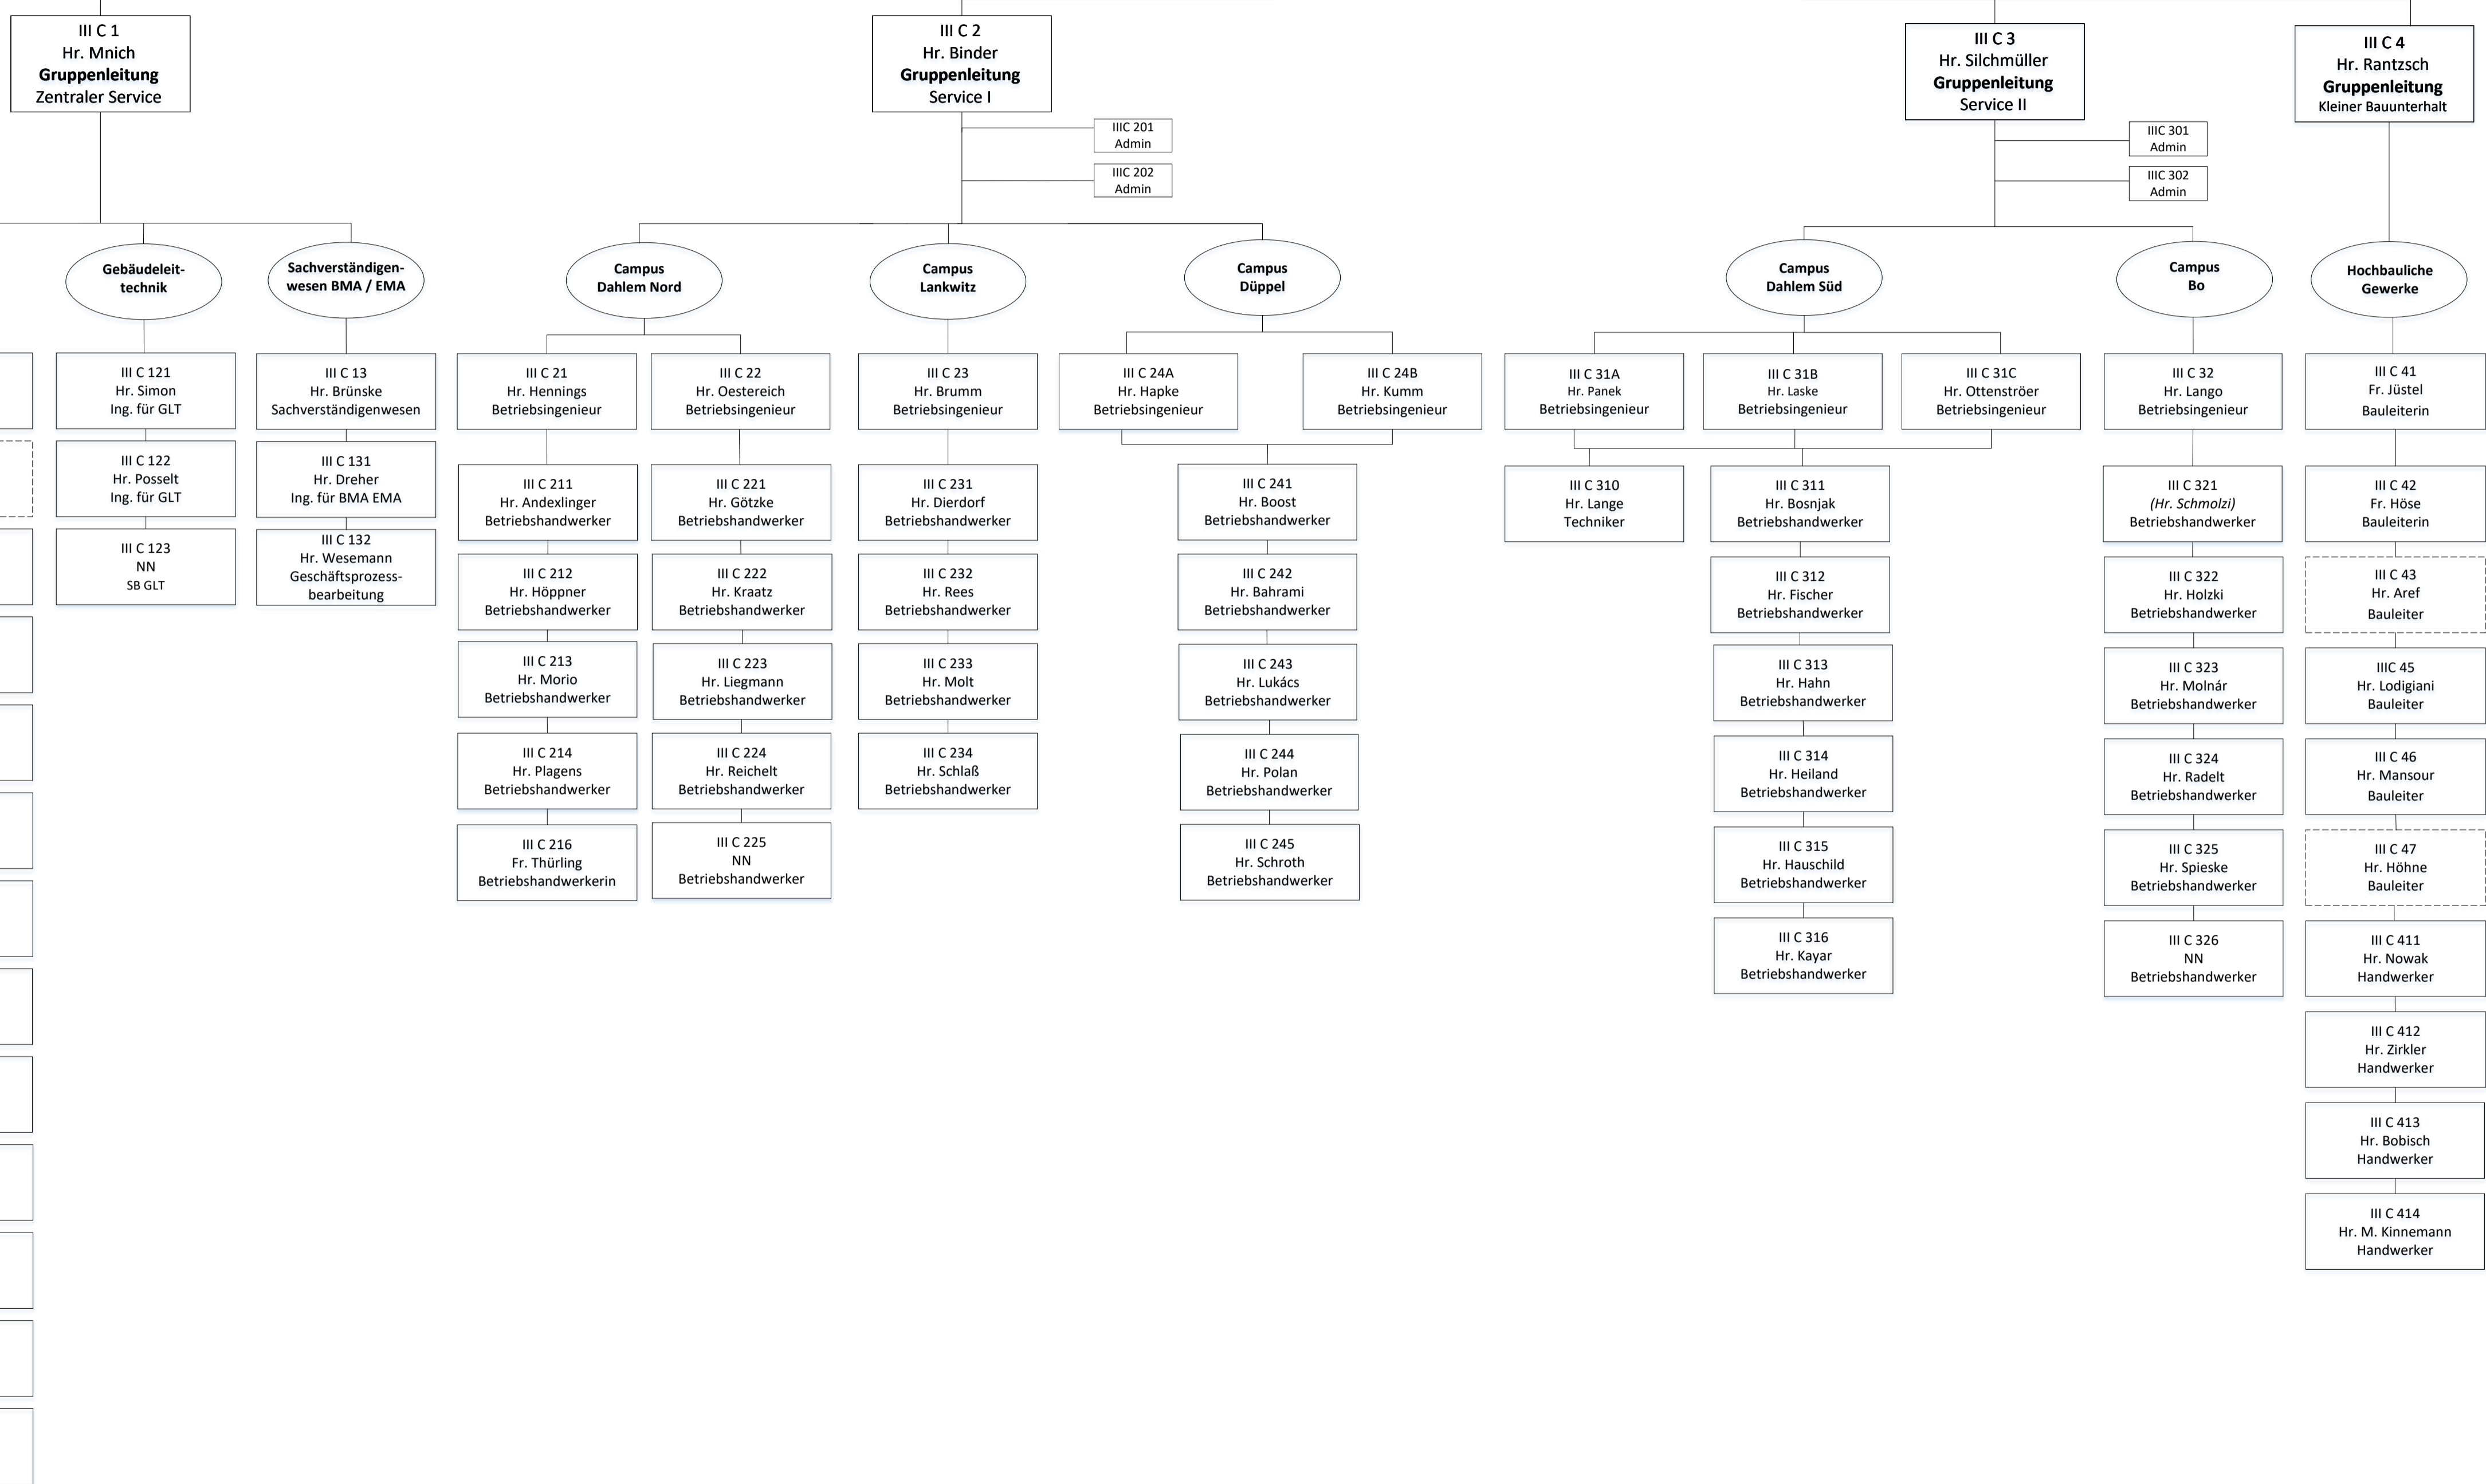 III C 1
Hr. Mnich
Gruppenleitung
Zentraler Service
III C 2
Hr. Binder
Gruppenleitung
Service I
III C 3
Hr. Silchmüller
Gruppenleitung
Service II
III C 4
Hr. Rantzsch
Gruppenleitung
Kleiner Bauunterhalt
IIIC 201
Admin
IIIC 202
Admin
IIIC 301
Admin
IIIC 302
Admin
Gebäudeleit-
technik
Sachverständigen-
wesen BMA / EMA
Campus
Dahlem Nord
Campus
Lankwitz
Campus
Düppel
Campus
Dahlem Süd
Campus
Bo
Hochbauliche
Gewerke
III C 121
Hr. Simon
Ing. für GLT
III C 122
Hr. Posselt
Ing. für GLT
III C 123
NN
SB GLT
III C 13
Hr. Brünske
Sachverständigenwesen
III C 131
Hr. Dreher
Ing. für BMA EMA
III C 132
Hr. Wesemann
Geschäftsprozess-
bearbeitung
III C 21
Hr. Hennings
Betriebsingenieur
III C 211
Hr. Andexlinger
Betriebshandwerker
III C 212
Hr. Höppner
Betriebshandwerker
III C 213
Hr. Morio
Betriebshandwerker
III C 214
Hr. Plagens
Betriebshandwerker
III C 216
Fr. Thürling
Betriebshandwerkerin
III C 22
Hr. Oestereich
Betriebsingenieur
III C 221
Hr. Götzke
Betriebshandwerker
III C 222
Hr. Kraatz
Betriebshandwerker
III C 223
Hr. Liegmann
Betriebshandwerker
III C 224
Hr. Reichelt
Betriebshandwerker
III C 225
NN
Betriebshandwerker
III C 23
Hr. Brumm
Betriebsingenieur
III C 231
Hr. Dierdorf
Betriebshandwerker
III C 232
Hr. Rees
Betriebshandwerker
III C 233
Hr. Molt
Betriebshandwerker
III C 234
Hr. Schlaß
Betriebshandwerker
III C 24A
Hr. Hapke
Betriebsingenieur
III C 24B
Hr. Kumm
Betriebsingenieur
III C 241
Hr. Boost
Betriebshandwerker
III C 242
Hr. Bahrami
Betriebshandwerker
III C 243
Hr. Lukács
Betriebshandwerker
III C 244
Hr. Polan
Betriebshandwerker
III C 245
Hr. Schroth
Betriebshandwerker
III C 31A
Hr. Panek
Betriebsingenieur
III C 31B
Hr. Laske
Betriebsingenieur
III C 31C
Hr. Ottenströer
Betriebsingenieur
III C 310
Hr. Lange
Techniker
III C 311
Hr. Bosnjak
Betriebshandwerker
III C 312
Hr. Fischer
Betriebshandwerker
III C 313
Hr. Hahn
Betriebshandwerker
III C 314
Hr. Heiland
Betriebshandwerker
III C 315
Hr. Hauschild
Betriebshandwerker
III C 316
Hr. Kayar
Betriebshandwerker
III C 32
Hr. Lango
Betriebsingenieur
III C 321
(Hr. Schmolzi)
Betriebshandwerker
III C 322
Hr. Holzki
Betriebshandwerker
III C 323
Hr. Molnár
Betriebshandwerker
III C 324
Hr. Radelt
Betriebshandwerker
III C 325
Hr. Spieske
Betriebshandwerker
III C 326
NN
Betriebshandwerker
III C 41
Fr. Jüstel
Bauleiterin
III C 42
Fr. Höse
Bauleiterin
III C 43
Hr. Aref
Bauleiter
IIIC 45
Hr. Lodigiani
Bauleiter
III C 46
Hr. Mansour
Bauleiter
III C 47
Hr. Höhne
Bauleiter
III C 411
Hr. Nowak
Handwerker
III C 412
Hr. Zirkler
Handwerker
III C 413
Hr. Bobisch
Handwerker
III C 414
Hr. M. Kinnemann
Handwerker